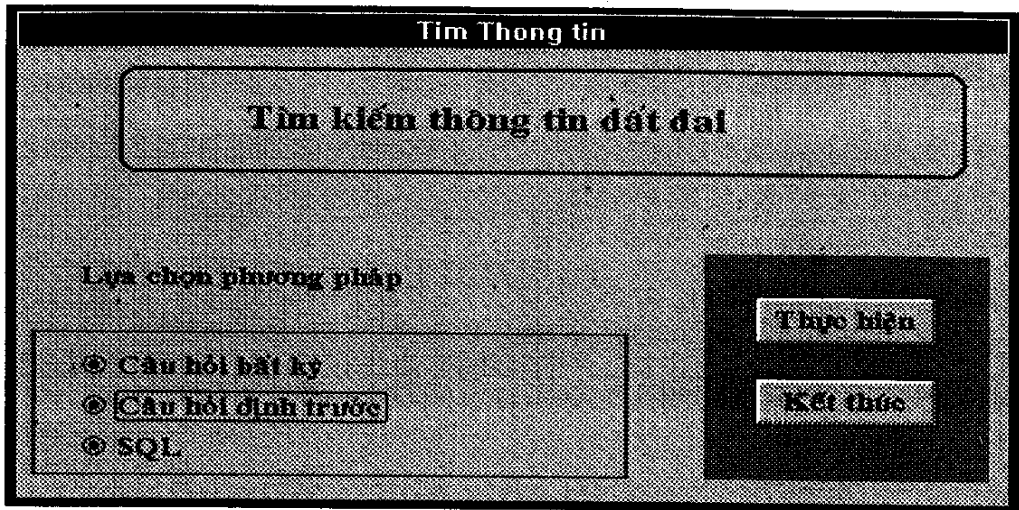 Tim Thong tin
Tìm kiếm thông tin đất đai
Lựa chọn phương pháp
Câu hỏi bất kỳ
Câu hỏi định trước
SQL
Thực hiện
Kết thúc